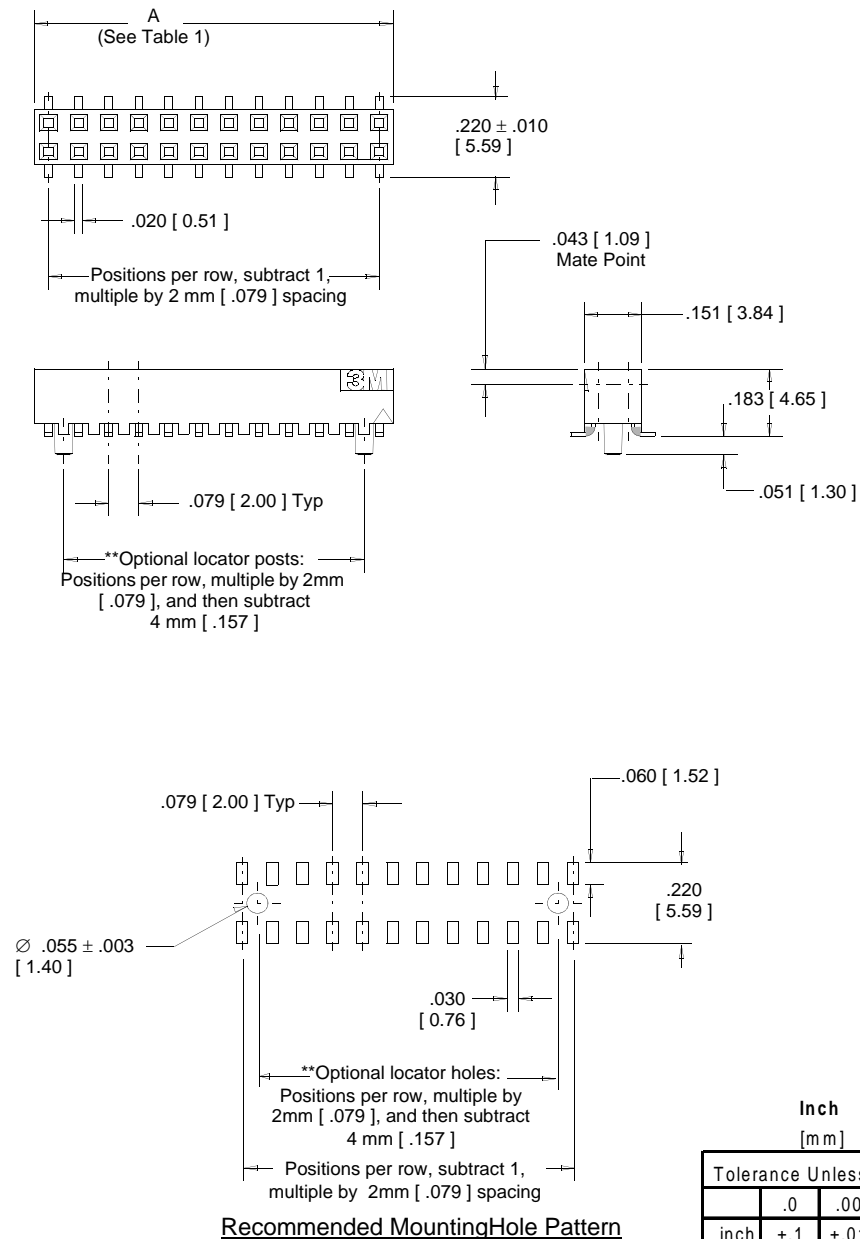 A
(See Table 1)
.220 ± .010
[ 5.59 ]
.020 [ 0.51 ]
Positions per row, subtract 1,
multiple by 2 mm [ .079 ] spacing
.043 [ 1.09 ]
Mate Point
.151 [ 3.84 ]
3M
.183 [ 4.65 ]
.079 [ 2.00 ] Typ
.051 [ 1.30 ]
**Optional locator posts:
Positions per row, multiple by 2mm
[ .079 ], and then subtract
4 mm [ .157 ]
.060 [ 1.52 ]
.079 [ 2.00 ] Typ
.220
[ 5.59 ]
∅ .055 ± .003
[ 1.40 ]
.030
[ 0.76 ]
**Optional locator holes:
Positions per row, multiple by
2mm [ .079 ], and then subtract
4 mm [ .157 ]
Positions per row, subtract 1,
multiple by 2mm [ .079 ] spacing
Recommended MountingHole Pattern
Inch
[mm]
Tolerance Unless
.0 .00
inch ± .1